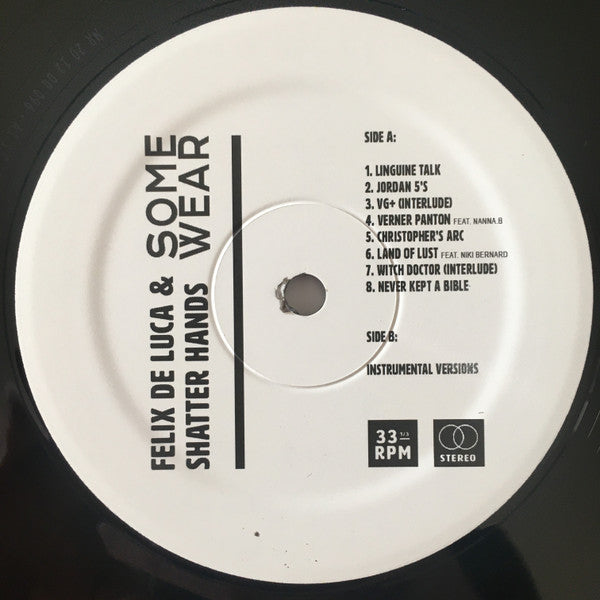 FELIX DE LUCA &
SHATTER HANDS
SOME
WEAR
SIDE A:
1. LINGUINE TALK
2. JORDAN 5'S
3. VG+ (INTERLUDE)
4. VERNER PANTON FEAT. NANNA.B
5. CHRISTOPHER'S ARC
6. LAND OF LUST FEAT. NIKI BERNARD
7. WITCH DOCTOR (INTERLUDE)
8. NEVER KEPT A BIBLE
SIDE B:
INSTRUMENTAL VERSIONS
33 1/3
RPM
STEREO